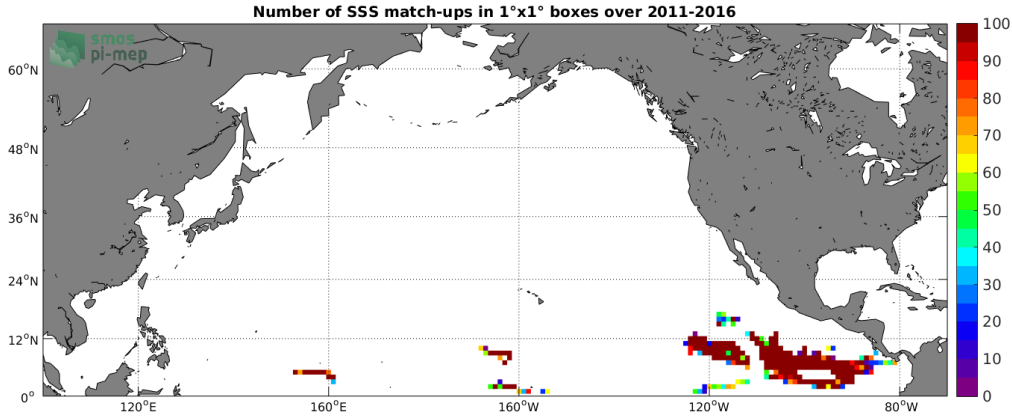 Number of SSS match-ups in 1°x1° boxes over 2011-2016
smos
pi-mep
60°N
48°N
36°N
24°N
12°N
0°
120°E
160°E
160°W
120°W
80°W
100
90
80
70
60
50
40
30
20
10
0